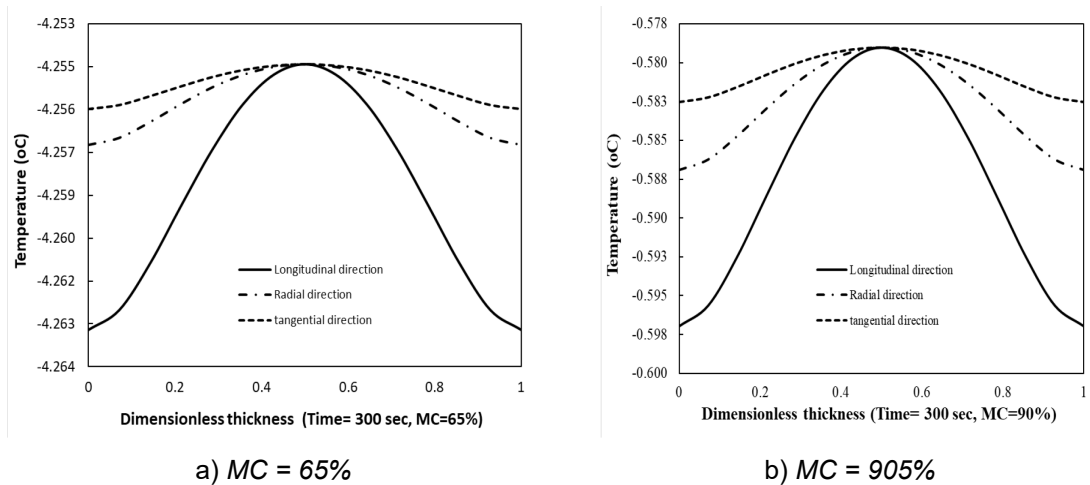 -4.253
-4.255
-4.256
-4.257
-4.259
-4.260
-4.262
-4.263
-4.264
Temperature (oC)
Longitudinal direction
Radial direction
tangential direction
0 0.2 0.4 0.6 0.8 1
Dimensionless thickness (Time= 300 sec, MC=65%)
a) MC = 65%
-0.578
-0.580
-0.583
-0.585
-0.588
-0.590
-0.593
-0.595
-0.598
-0.600
Temperature (oC)
Longitudinal direction
Radial direction
tangential direction
0 0.2 0.4 0.6 0.8 1
Dimensionless thickness (Time= 300 sec, MC=90%)
b) MC = 905%